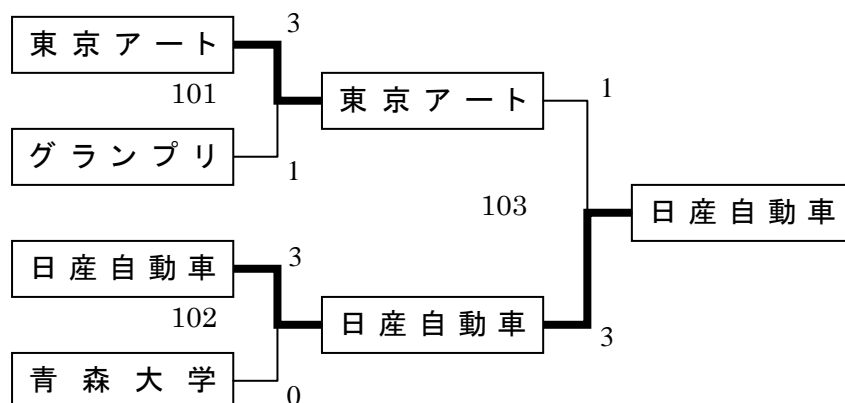 東京アート
3
101
東京アート
1
グランプリ
1
103
日産自動車
日産自動車
3
102
日産自動車
3
青森大学
0